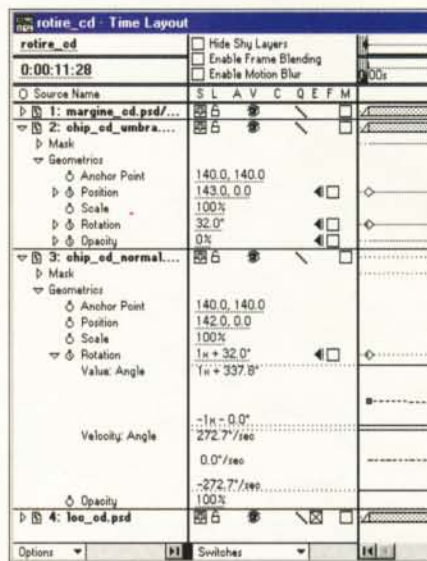 rotire_cd · Time Layout
rotire_cd
Hide Shy Layers
Enable Frame Blending
0:00:11:28
Enable Motion Blur
00s
Source Name S L A V C Q E F M
1: margine_cd.psd/...
2: chip_cd_umbra....
Mask
Geometrics
Anchor Point 140.0, 140.0
Position 143.0, 0.0
Scale 100%
Rotation 32.0°
Opacity 0%
3: chip_cd_normal....
Mask
Geometrics
Anchor Point 140.0, 140.0
Position 142.0, 0.0
Scale 100%
Rotation 1x + 32.0°
Value: Angle 1x + 337.8°
-1x - 0.0°
Velocity: Angle 272.7°/sec
0.0°/sec
-272.7°/sec
Opacity 100%
4: loc_cd.psd
Options Switches